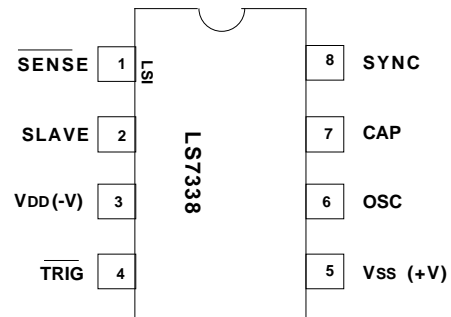 SENSE 1 LSI 8 SYNC
SLAVE 2 7 CAP
LS7338
VDD (-V) 3 6 OSC
TRIG 4 5 VSS (+V)